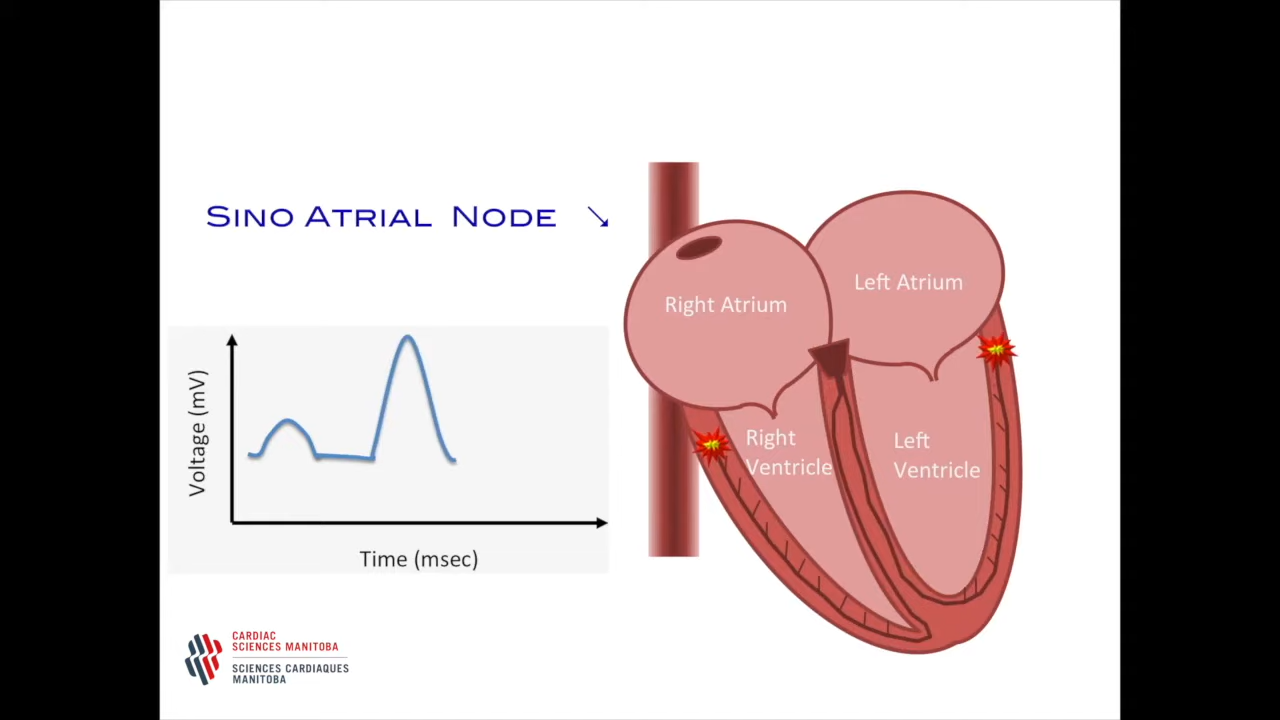 SINO ATRIAL NODE ↘
Right Atrium
Left Atrium
Right
Ventricle
Left
Ventricle
Voltage (mV)
Time (msec)
CARDIAC
SCIENCES MANITOBA
SCIENCES CARDIAQUES
MANITOBA